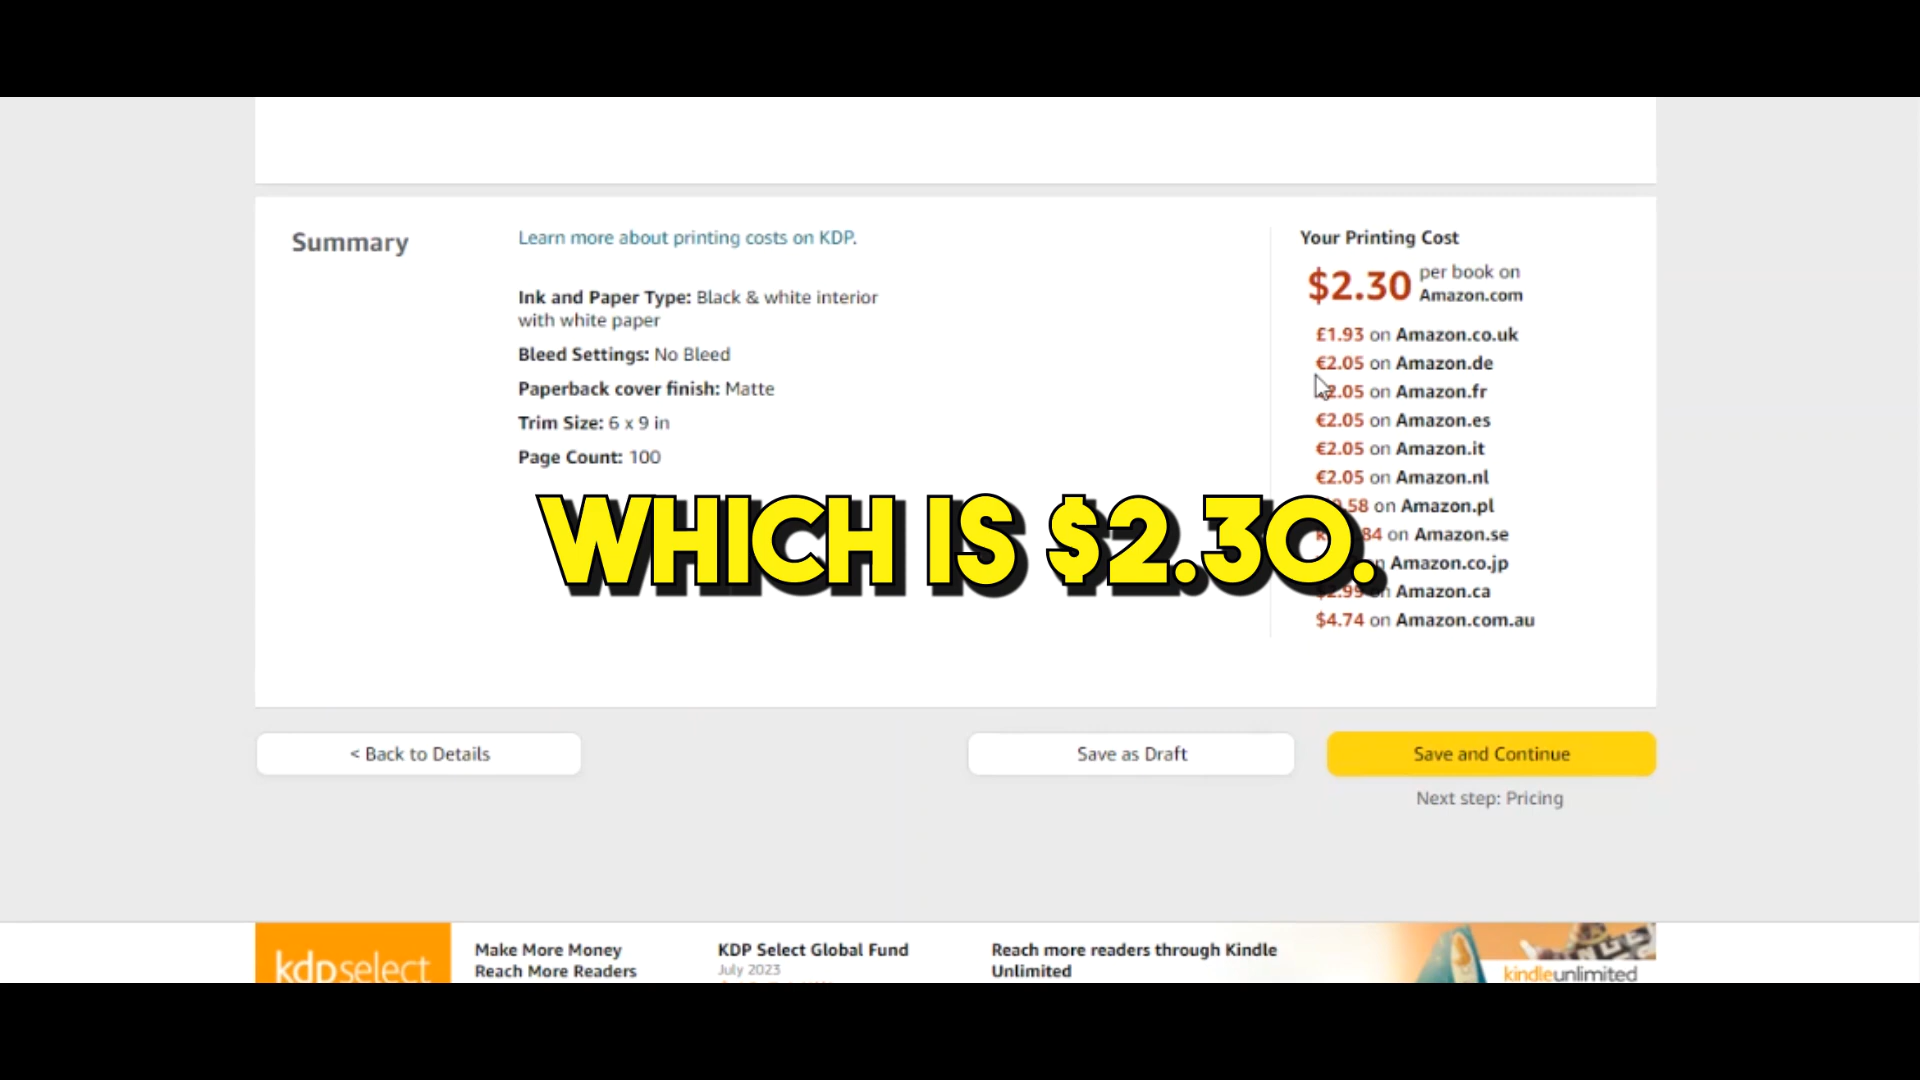 Summary
Learn more about printing costs on KDP.
Ink and Paper Type: Black & white interior
with white paper
Bleed Settings: No Bleed
Paperback cover finish: Matte
Trim Size: 6 x 9 in
Page Count: 100
Your Printing Cost
$2.30 per book on
Amazon.com
£1.93 on Amazon.co.uk
€2.05 on Amazon.de
2.05 on Amazon.fr
€2.05 on Amazon.es
€2.05 on Amazon.it
€2.05 on Amazon.nl
.58 on Amazon.pl
84 on Amazon.se
Amazon.co.jp
$2.99 on Amazon.ca
$4.74 on Amazon.com.au
WHICH IS $2.30.
< Back to Details
Save as Draft
Save and Continue
Next step: Pricing
kdpselect
Make More Money
Reach More Readers
KDP Select Global Fund
July 2023
Reach more readers through Kindle
Unlimited
kindleunlimited